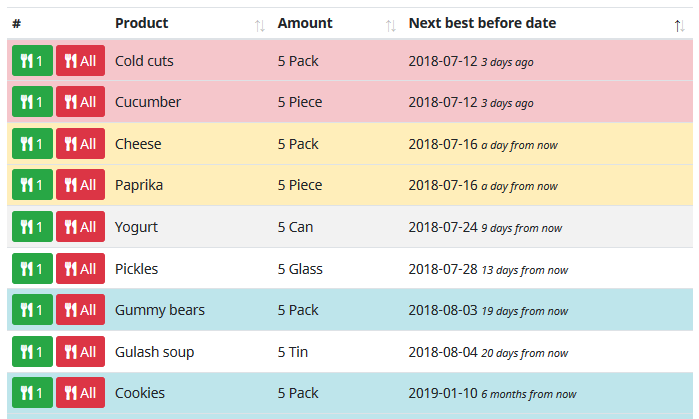 # Product Amount Next best before date
1 All Cold cuts 5 Pack 2018-07-12 3 days ago
1 All Cucumber 5 Piece 2018-07-12 3 days ago
1 All Cheese 5 Pack 2018-07-16 a day from now
1 All Paprika 5 Piece 2018-07-16 a day from now
1 All Yogurt 5 Can 2018-07-24 9 days from now
1 All Pickles 5 Glass 2018-07-28 13 days from now
1 All Gummy bears 5 Pack 2018-08-03 19 days from now
1 All Gulash soup 5 Tin 2018-08-04 20 days from now
1 All Cookies 5 Pack 2019-01-10 6 months from now